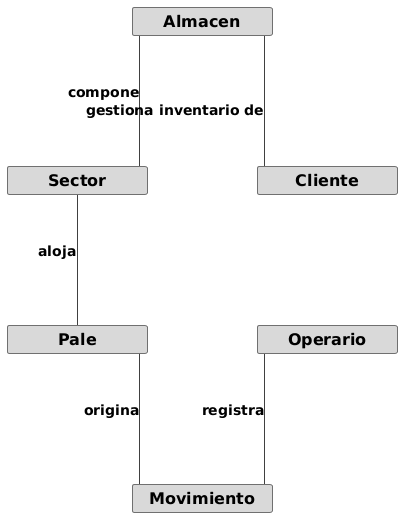 Almacen
compone
gestiona inventario de
Sector
Cliente
aloja
Pale
Operario
origina
registra
Movimiento